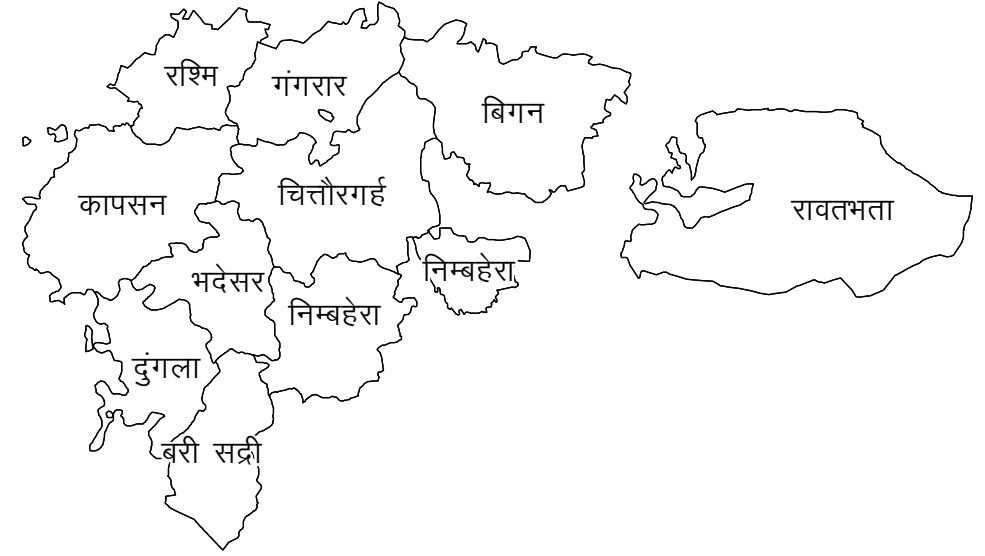 रश्मि
गंगरार
बिगन
कापसन
चित्तौरगर्ह
रावतभता
भदेसर
निम्बहेरा
निम्बहेरा
दुंगला
बरी सद्री